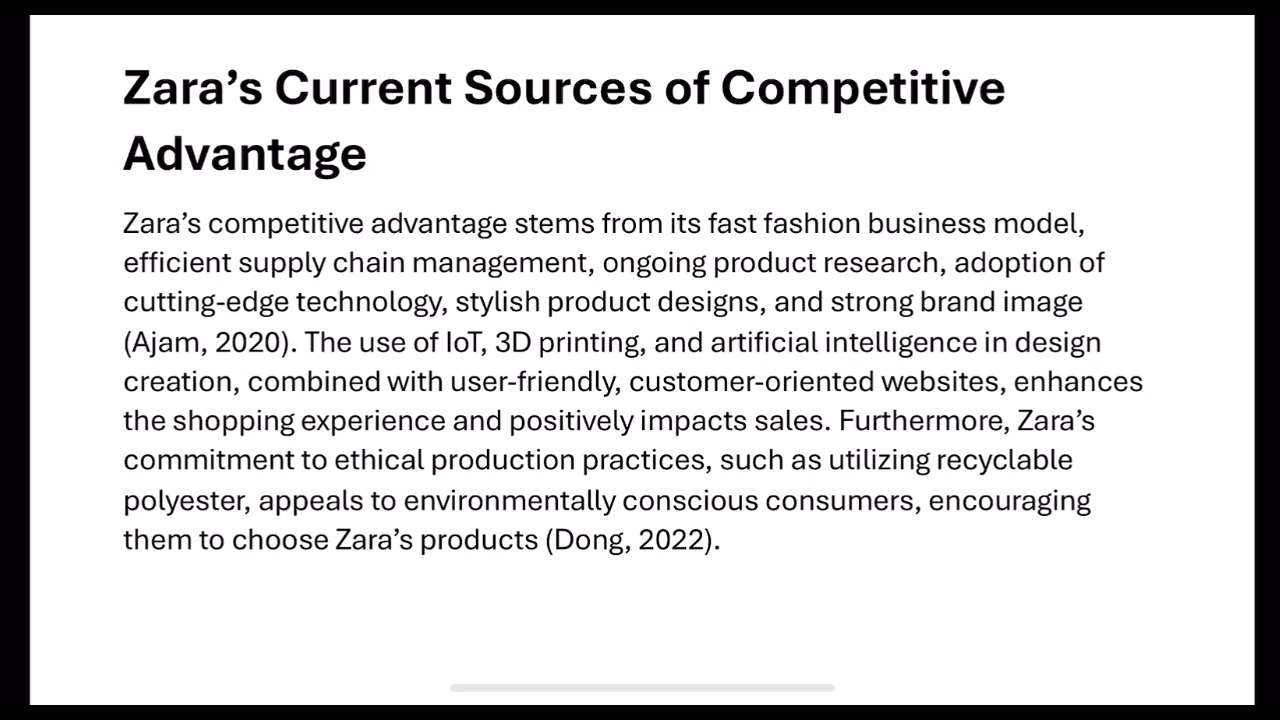 Zara’s Current Sources of Competitive
Advantage
Zara’s competitive advantage stems from its fast fashion business model,
efficient supply chain management, ongoing product research, adoption of
cutting-edge technology, stylish product designs, and strong brand image
(Ajam, 2020). The use of IoT, 3D printing, and artificial intelligence in design
creation, combined with user-friendly, customer-oriented websites, enhances
the shopping experience and positively impacts sales. Furthermore, Zara’s
commitment to ethical production practices, such as utilizing recyclable
polyester, appeals to environmentally conscious consumers, encouraging
them to choose Zara’s products (Dong, 2022).